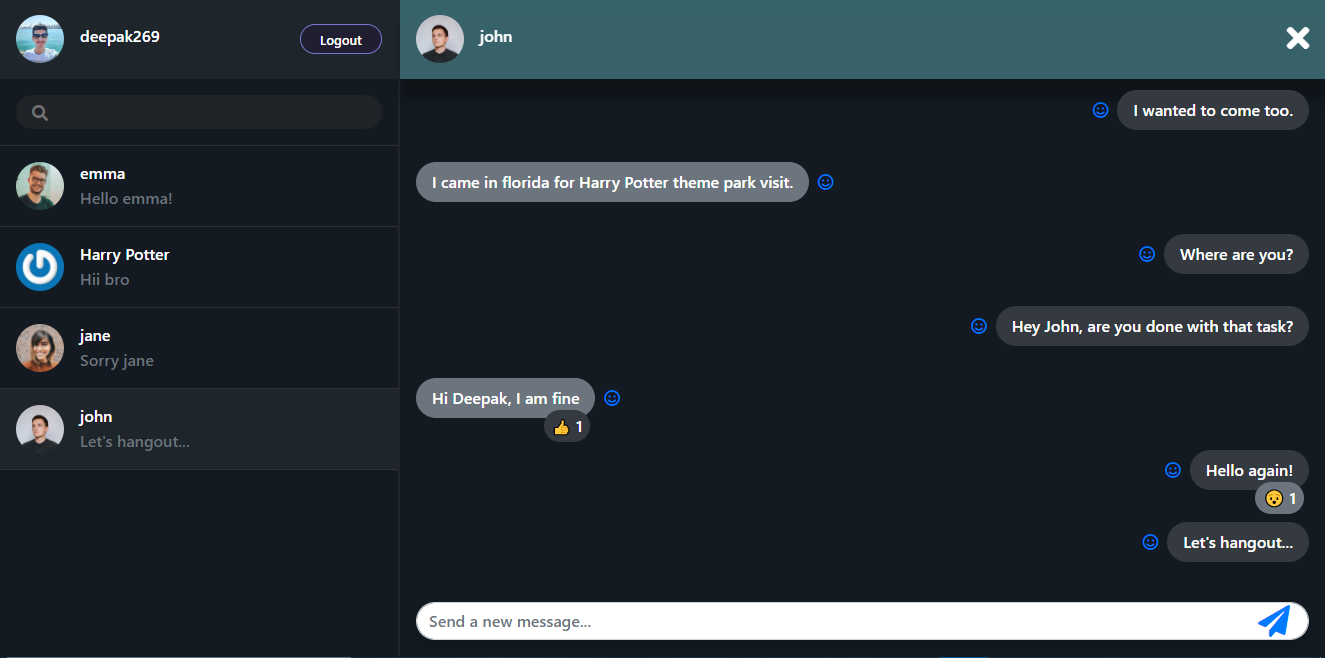 deepak269
Logout
emma
Hello emma!
Harry Potter
Hii bro
jane
Sorry jane
john
Let's hangout...
john
I wanted to come too.
I came in florida for Harry Potter theme park visit.
Where are you?
Hey John, are you done with that task?
Hi Deepak, I am fine
👍 1
Hello again!
😯 1
Let's hangout...
Send a new message...